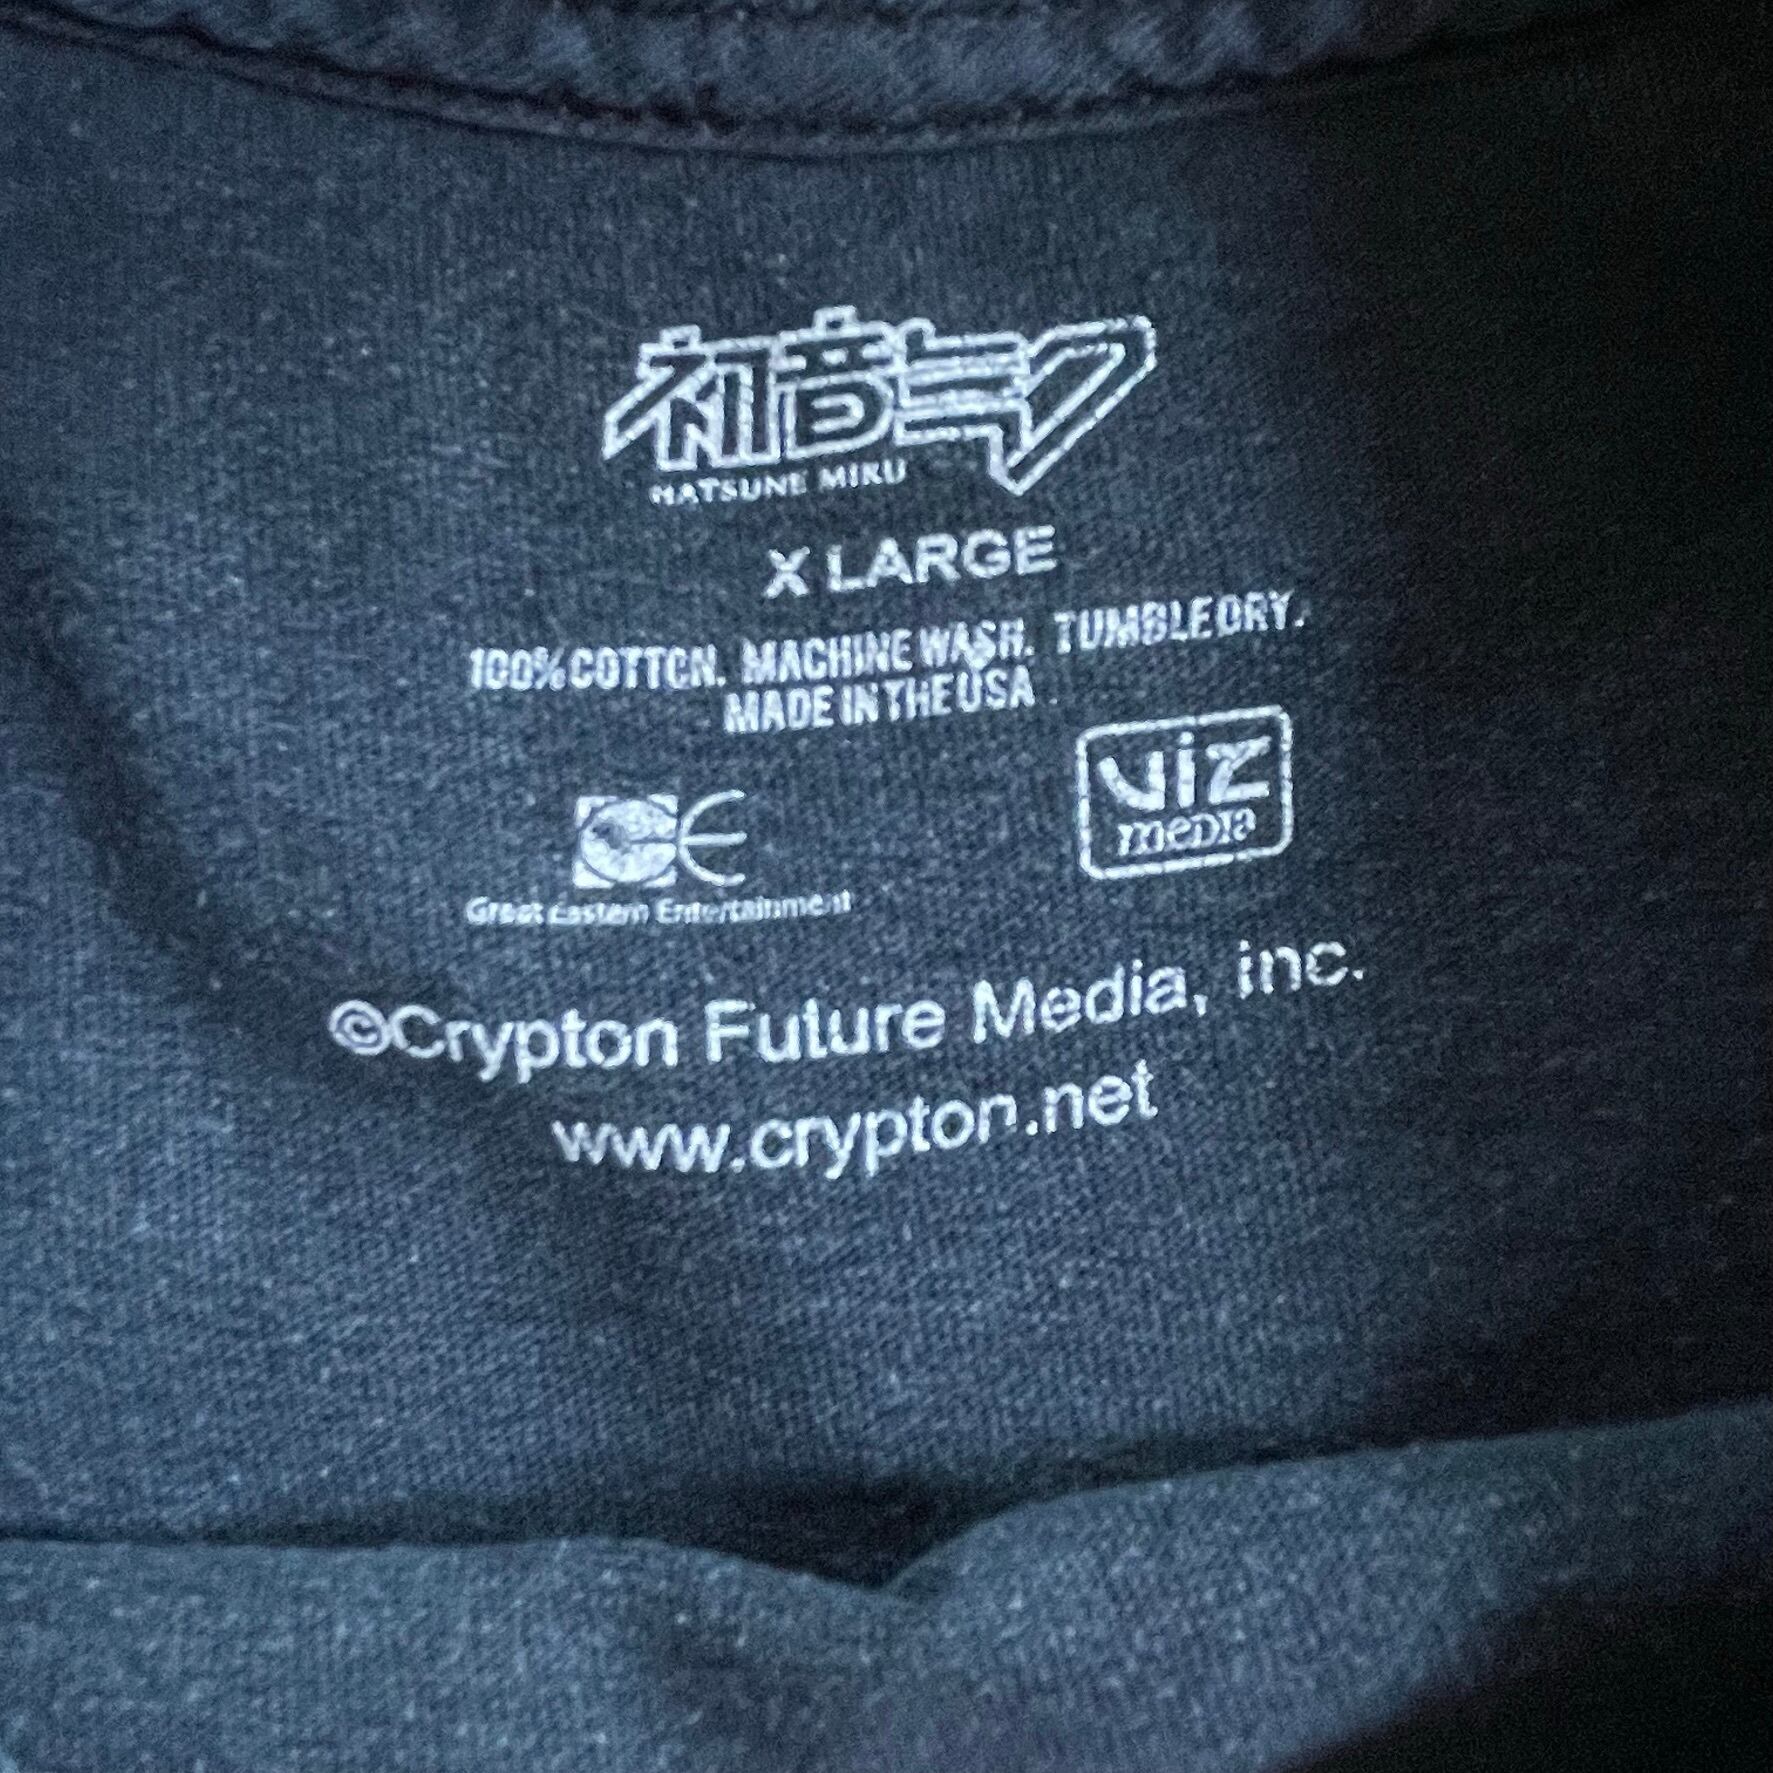 初音ミク
HATSUNE MIKU
X LARGE
100% COTTON. MACHINE WASH. TUMBLE DRY.
MADE IN THE USA
GE
Great Eastern Entertainment
viz
media
©Crypton Future Media, inc.
www.crypton.net